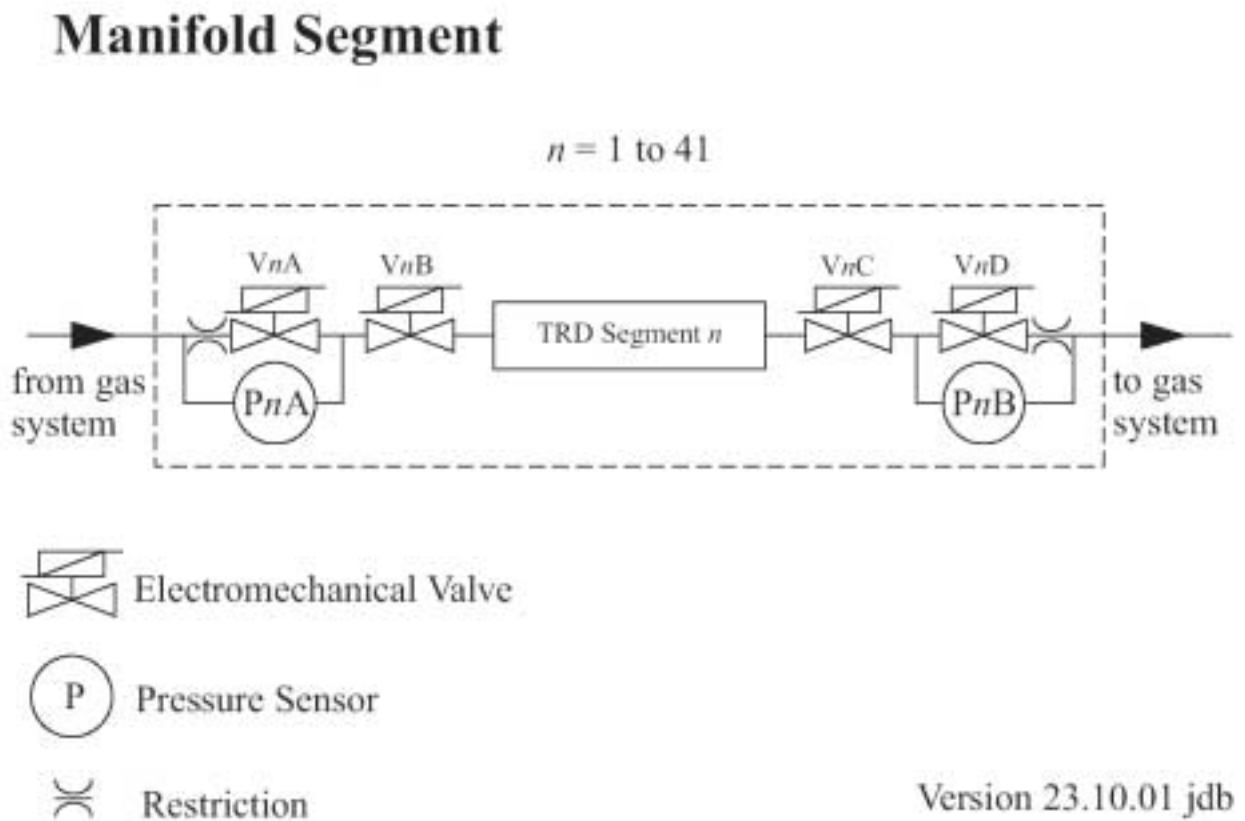 Manifold Segment
n = 1 to 41
VnA VnB VnC VnD
TRD Segment n
from gas
system
PnA
PnB
to gas
system
Electromechanical Valve
P Pressure Sensor
Restriction
Version 23.10.01 jdb